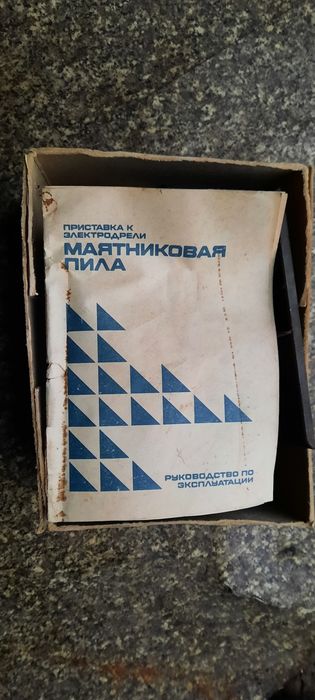 ПРИСТАВКА К
ЭЛЕКТРОДРЕЛИ
МАЯТНИКОВАЯ
ПИЛА
РУКОВОДСТВО ПО
ЭКСПЛУАТАЦИИ